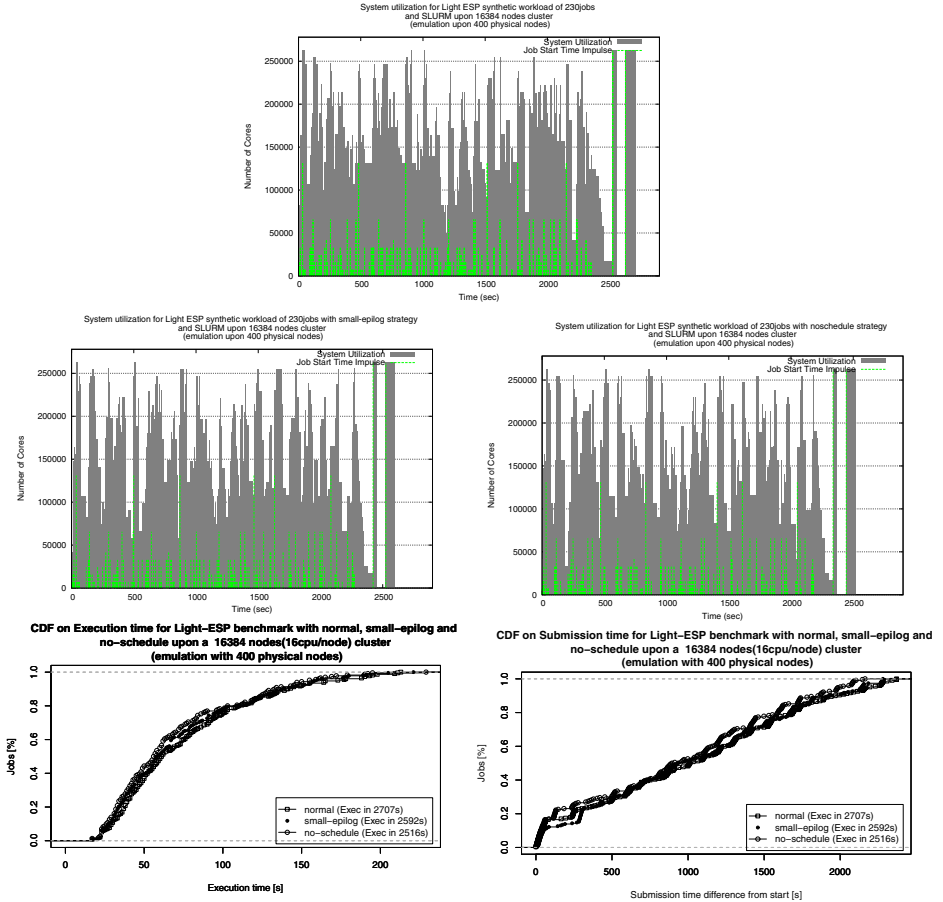 System utilization for Light ESP synthetic workload of 230jobs
and SLURM upon 16384 nodes cluster
(emulation upon 400 physical nodes)
System Utilization
Job Start Time Impulse
250000
200000
150000
100000
50000
0
Number of Cores
0 500 1000 1500 2000 2500
Time (sec)
System utilization for Light ESP synthetic workload of 230jobs with small-epilog strategy
and SLURM upon 16384 nodes cluster
(emulation upon 400 physical nodes)
System Utilization
Job Start Time Impulse
250000
200000
150000
100000
50000
0
Number of Cores
0 500 1000 1500 2000 2500
Time (sec)
System utilization for Light ESP synthetic workload of 230jobs with noschedule strategy
and SLURM upon 16384 nodes cluster
(emulation upon 400 physical nodes)
System Utilization
Job Start Time Impulse
250000
200000
150000
100000
50000
0
Number of Cores
0 500 1000 1500 2000 2500
Time (sec)
CDF on Execution time for Light−ESP benchmark with normal, small−epilog and
no−schedule upon a 16384 nodes(16cpu/node) cluster
(emulation with 400 physical nodes)
1.0
0.8
0.6
0.4
0.2
0.0
Jobs [%]
normal (Exec in 2707s)
small−epilog (Exec in 2592s)
no−schedule (Exec in 2516s)
0 50 100 150 200
Execution time [s]
CDF on Submission time for Light−ESP benchmark with normal, small−epilog and
no−schedule upon a 16384 nodes(16cpu/node) cluster
(emulation with 400 physical nodes)
1.0
0.8
0.6
0.4
0.2
0.0
Jobs [%]
normal (Exec in 2707s)
small−epilog (Exec in 2592s)
no−schedule (Exec in 2516s)
0 500 1000 1500 2000
Submission time difference from start [s]